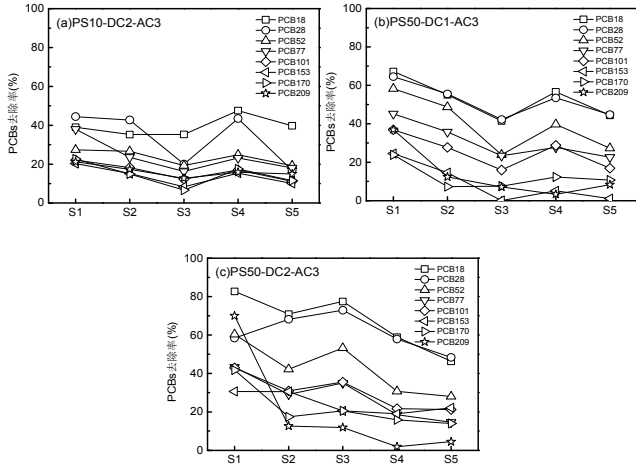 (a)PS10-DC2-AC3
PCB18
PCB28
PCB52
PCB77
PCB101
PCB153
PCB170
PCB209
PCBs去除率(%)
100
80
60
40
20
0
S1 S2 S3 S4 S5
(b)PS50-DC1-AC3
PCB18
PCB28
PCB52
PCB77
PCB101
PCB153
PCB170
PCB209
PCBs去除率(%)
100
80
60
40
20
0
S1 S2 S3 S4 S5
(c)PS50-DC2-AC3
PCB18
PCB28
PCB52
PCB77
PCB101
PCB153
PCB170
PCB209
PCBs去除率(%)
100
80
60
40
20
0
S1 S2 S3 S4 S5